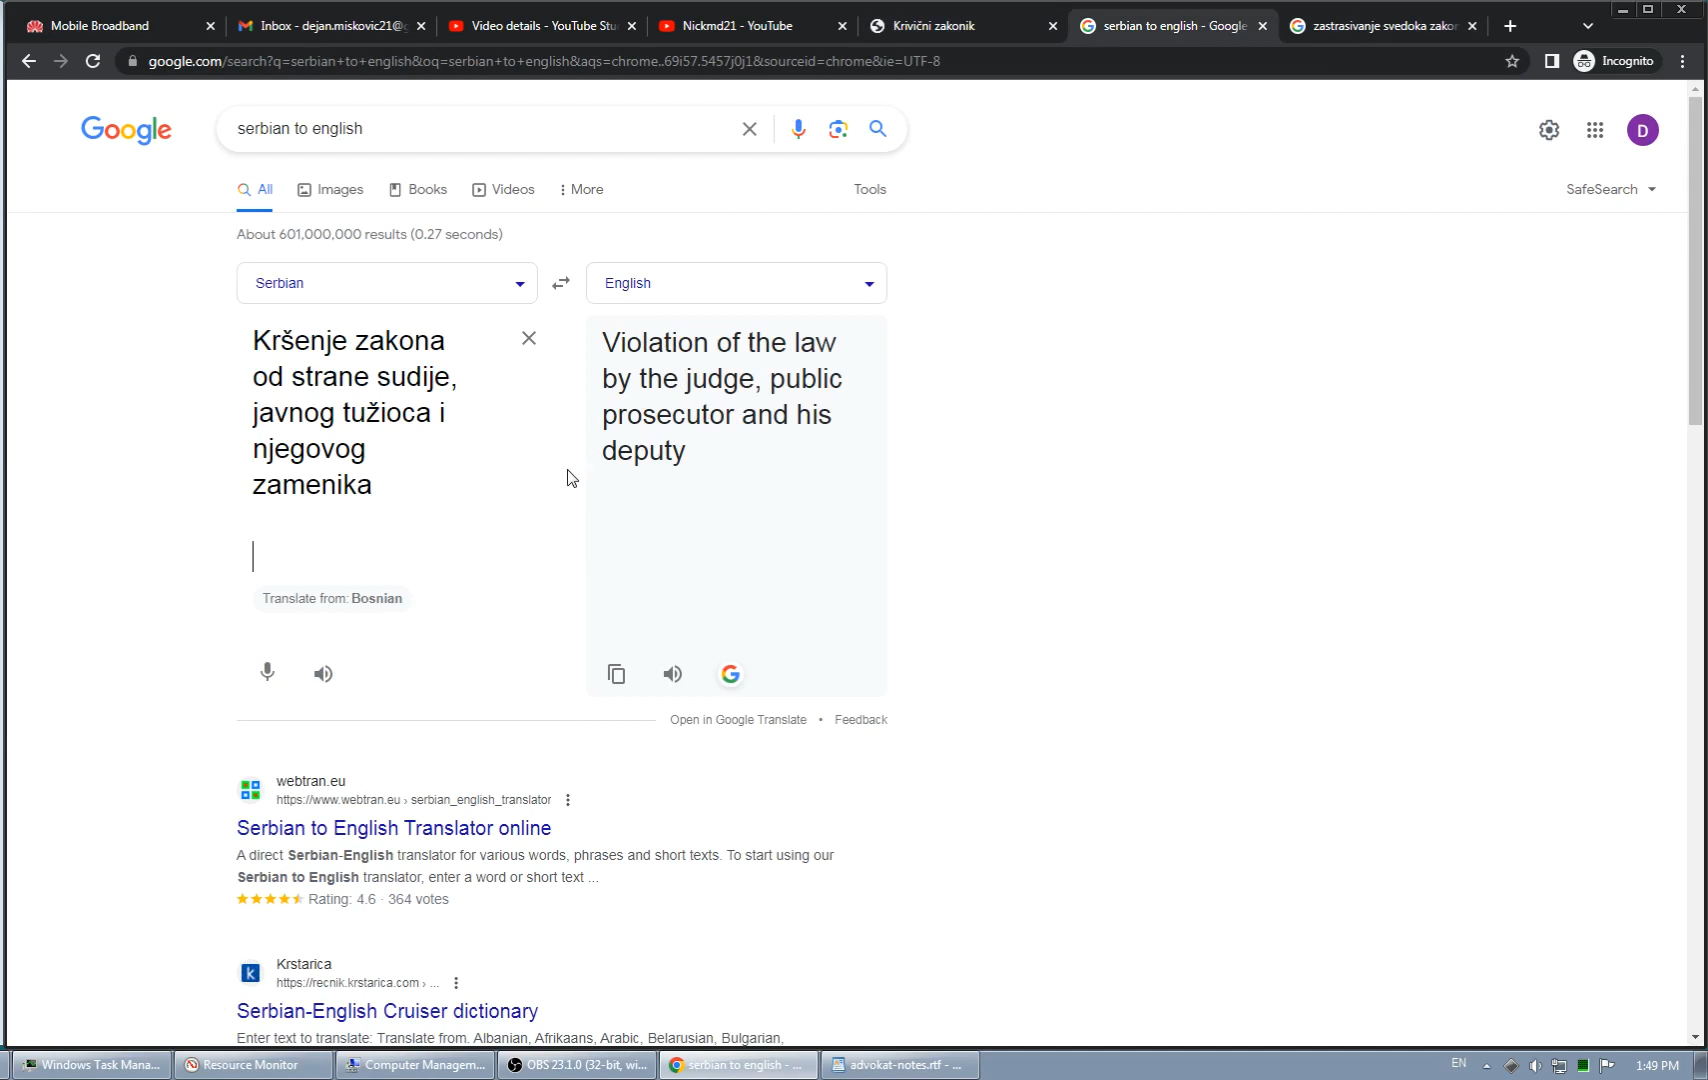 Mobile Broadband
Inbox - dejan.miskovic21@g
Video details - YouTube Stu
Nickmd21 - YouTube
Krivični zakonik
serbian to english - Google
zastrasivanje svedoka zakon
google.com/search?q=serbian+to+english&oq=serbian+to+english&aqs=chrome..69i57.5457j0j1&sourceid=chrome&ie=UTF-8
Incognito
Google
serbian to english
D
All
Images
Books
Videos
More
Tools
SafeSearch
About 601,000,000 results (0.27 seconds)
Serbian
English
Kršenje zakona
od strane sudije,
javnog tužioca i
njegovog
zamenika
Translate from: Bosnian
Violation of the law
by the judge, public
prosecutor and his
deputy
Open in Google Translate • Feedback
webtran.eu
https://www.webtran.eu › serbian_english_translator
Serbian to English Translator online
A direct Serbian-English translator for various words, phrases and short texts. To start using our
Serbian to English translator, enter a word or short text ...
Rating: 4.6 · 364 votes
k
Krstarica
https://recnik.krstarica.com › ...
Serbian-English Cruiser dictionary
Enter text to translate: Translate from. Albanian, Afrikaans, Arabic, Belarusian, Bulgarian,
Windows Task Mana...
Resource Monitor
Computer Managem...
OBS 23.1.0 (32-bit, wi...
serbian to english - ...
advokat-notes.rtf - ...
EN
1:49 PM